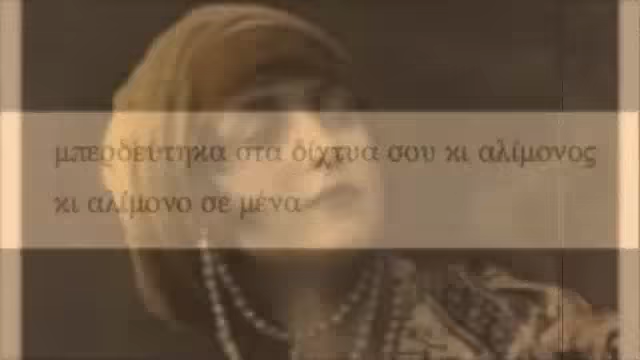 μπερδεύτηκα στα δίχτυα σου κι αλίμονος
κι αλίμονο σε μένα